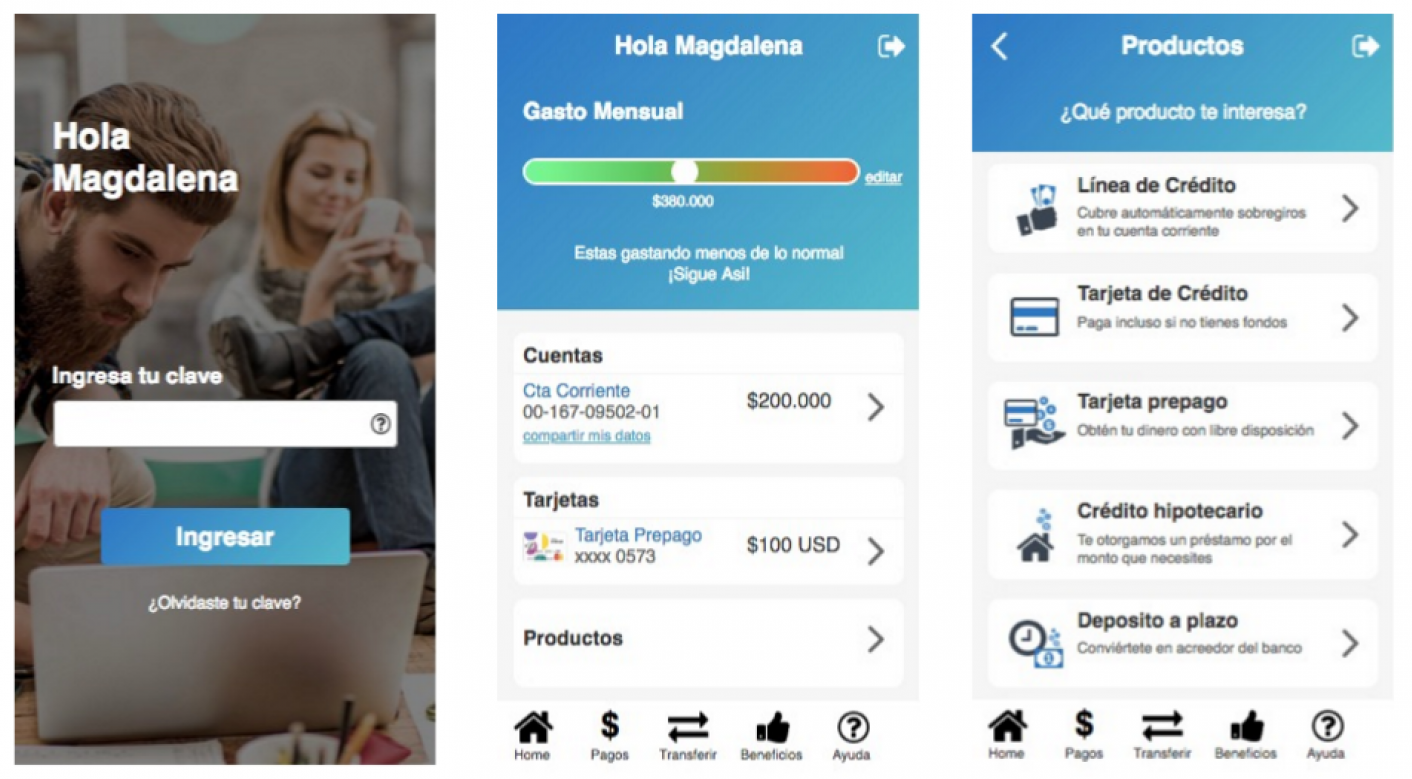 Hola
Magdalena
Ingresa tu clave
Ingresar
¿Olvidaste tu clave?
Hola Magdalena
Gasto Mensual
editar
$380.000
Estas gastando menos de lo normal
¡Sigue Asi!
Cuentas
Cta Corriente
$200.000
00-167-09502-01
compartir mis datos
Tarjetas
Tarjeta Prepago
$100 USD
xxxx 0573
Productos
Home
Pagos
Transferir
Beneficios
Ayuda
Productos
¿Qué producto te interesa?
Línea de Crédito
Cubre automáticamente sobregiros
en tu cuenta corriente
Tarjeta de Crédito
Paga incluso si no tienes fondos
Tarjeta prepago
Obtén tu dinero con libre disposición
Crédito hipotecario
Te otorgamos un préstamo por el
monto que necesites
Deposito a plazo
Conviértete en acreedor del banco
Home
Pagos
Transferir
Beneficios
Ayuda